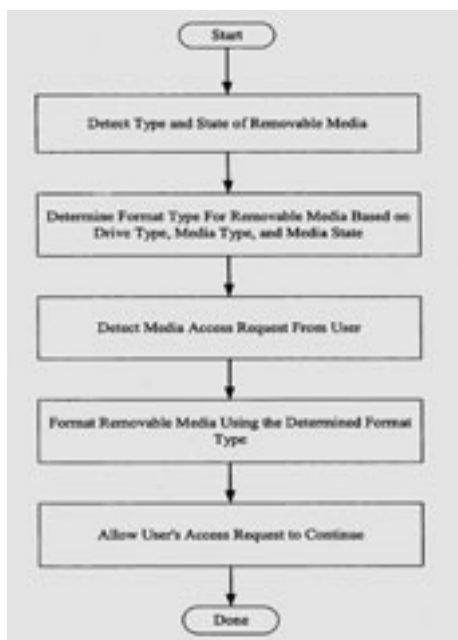 Start
Detect Type and State of Removable Media
Determine Format Type For Removable Media Based on
Drive Type, Media Type, and Media State
Detect Media Access Request From User
Format Removable Media Using the Determined Format
Type
Allow User's Access Request to Continue
Done